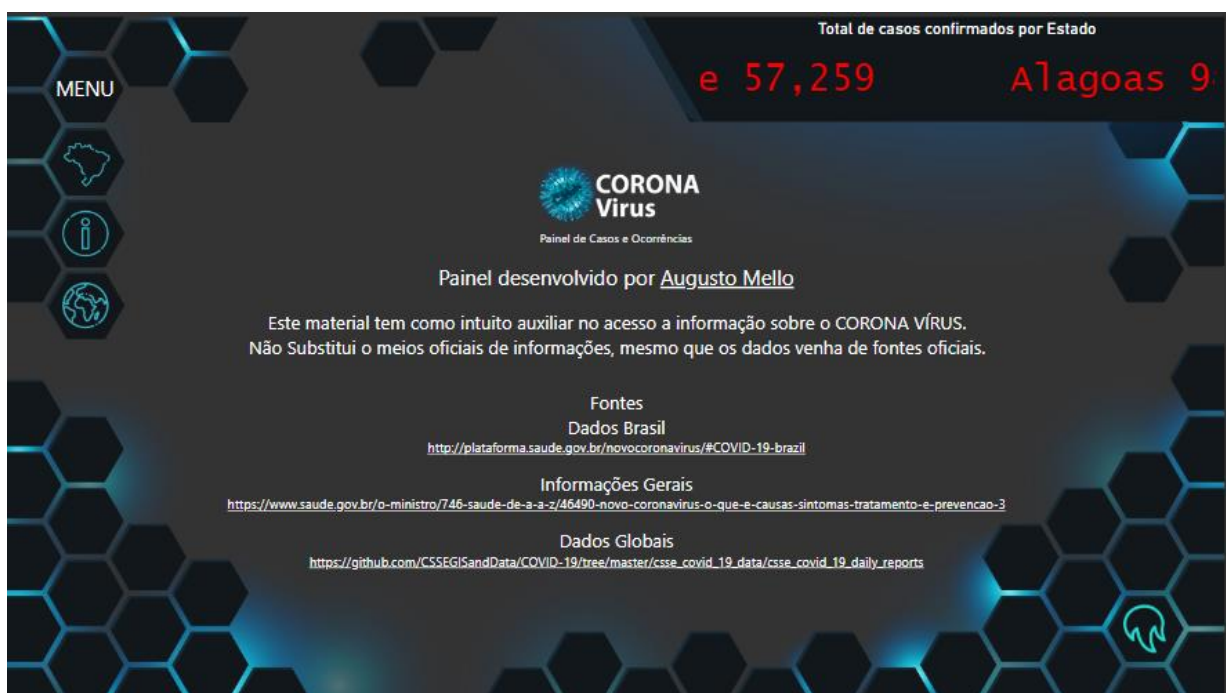 Total de casos confirmados por Estado
e 57,259 Alagoas 9
MENU
CORONA
Virus
Painel de Casos e Ocorrências
Painel desenvolvido por Augusto Mello
Este material tem como intuito auxiliar no acesso a informação sobre o CORONA VÍRUS.
Não Substitui o meios oficiais de informações, mesmo que os dados venha de fontes oficiais.
Fontes
Dados Brasil
http://plataforma.saude.gov.br/novocoronavirus/#COVID-19-brazil
Informações Gerais
https://www.saude.gov.br/o-ministro/746-saude-de-a-a-z/46490-novo-coronavirus-o-que-e-causas-sintomas-tratamento-e-prevencao-3
Dados Globais
https://github.com/CSSEGISandData/COVID-19/tree/master/csse_covid_19_data/csse_covid_19_daily_reports